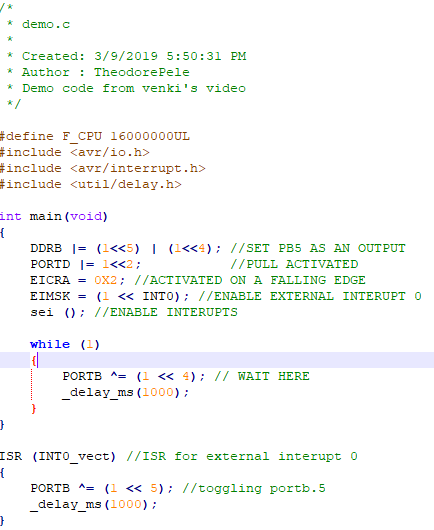 /*
 * demo.c
 *
 * Created: 3/9/2019 5:50:31 PM
 * Author : TheodorePele
 * Demo code from venki's video
 */

#define F_CPU 16000000UL
#include <avr/io.h>
#include <avr/interrupt.h>
#include <util/delay.h>

int main(void)
{
    DDRB |= (1<<5) | (1<<4); //SET PB5 AS AN OUTPUT
    PORTD |= 1<<2;           //PULL ACTIVATED
    EICRA = 0X2; //ACTIVATED ON A FALLING EDGE
    EIMSK = (1 << INT0); //ENABLE EXTERNAL INTERUPT 0
    sei (); //ENABLE INTERUPTS

    while (1)
    {
        PORTB ^= (1 << 4); // WAIT HERE
        _delay_ms(1000);
    }
}

ISR (INT0_vect) //ISR for external interupt 0
{
    PORTB ^= (1 << 5); //toggling portb.5
    _delay_ms(1000);
}